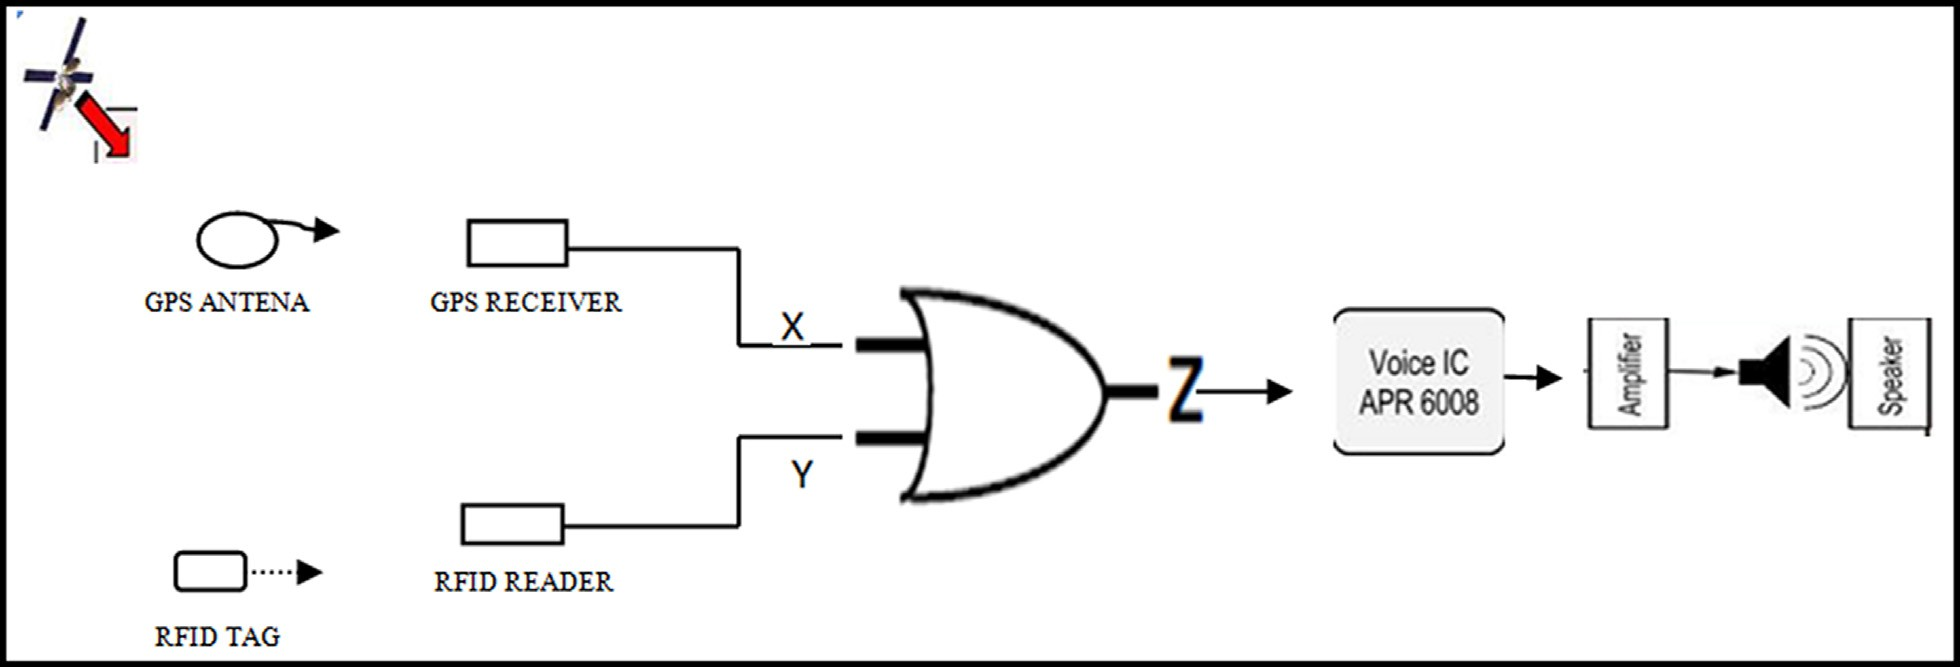 GPS ANTENA
GPS RECEIVER
X
Y
Z
RFID READER
RFID TAG
Voice IC
APR 6008
Amplifier
Speaker